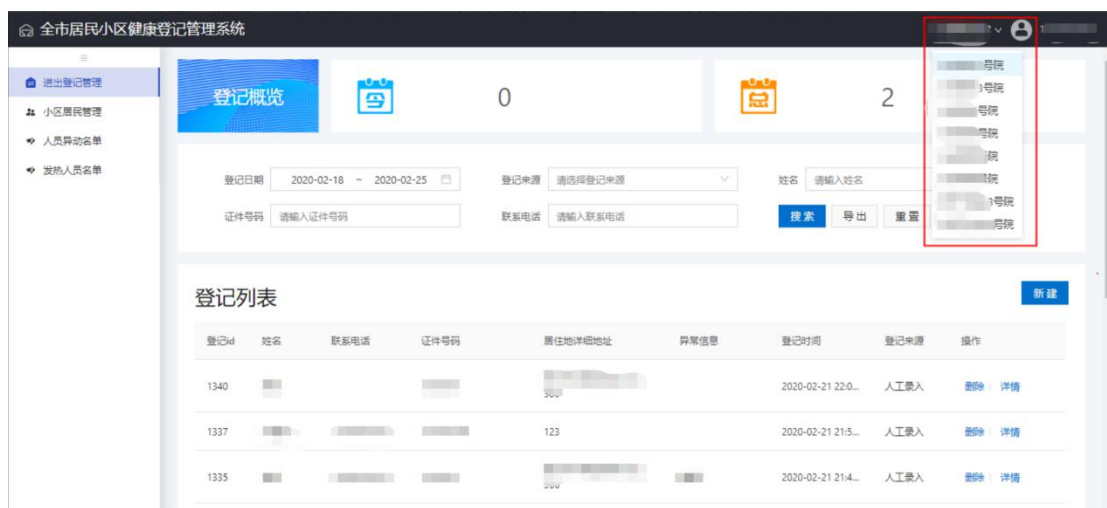 全市居民小区健康登记管理系统
进出登记管理
小区居民管理
人员异动名单
发热人员名单
登记概览
今
0
总
2
号院
号院
号院
号院
院
院
号院
号院
登记日期 2020-02-18 ~ 2020-02-25
登记来源 请选择登记来源
姓名 请输入姓名
证件号码 请输入证件号码
联系电话 请输入联系电话
搜索 导出 重置
登记列表
新建
登记id 姓名 联系电话 证件号码 居住地详细地址 异常信息 登记时间 登记来源 操作
1340 2020-02-21 22:0... 人工录入 删除 详情
1337 123 2020-02-21 21:5... 人工录入 删除 详情
1335 2020-02-21 21:4... 人工录入 删除 详情